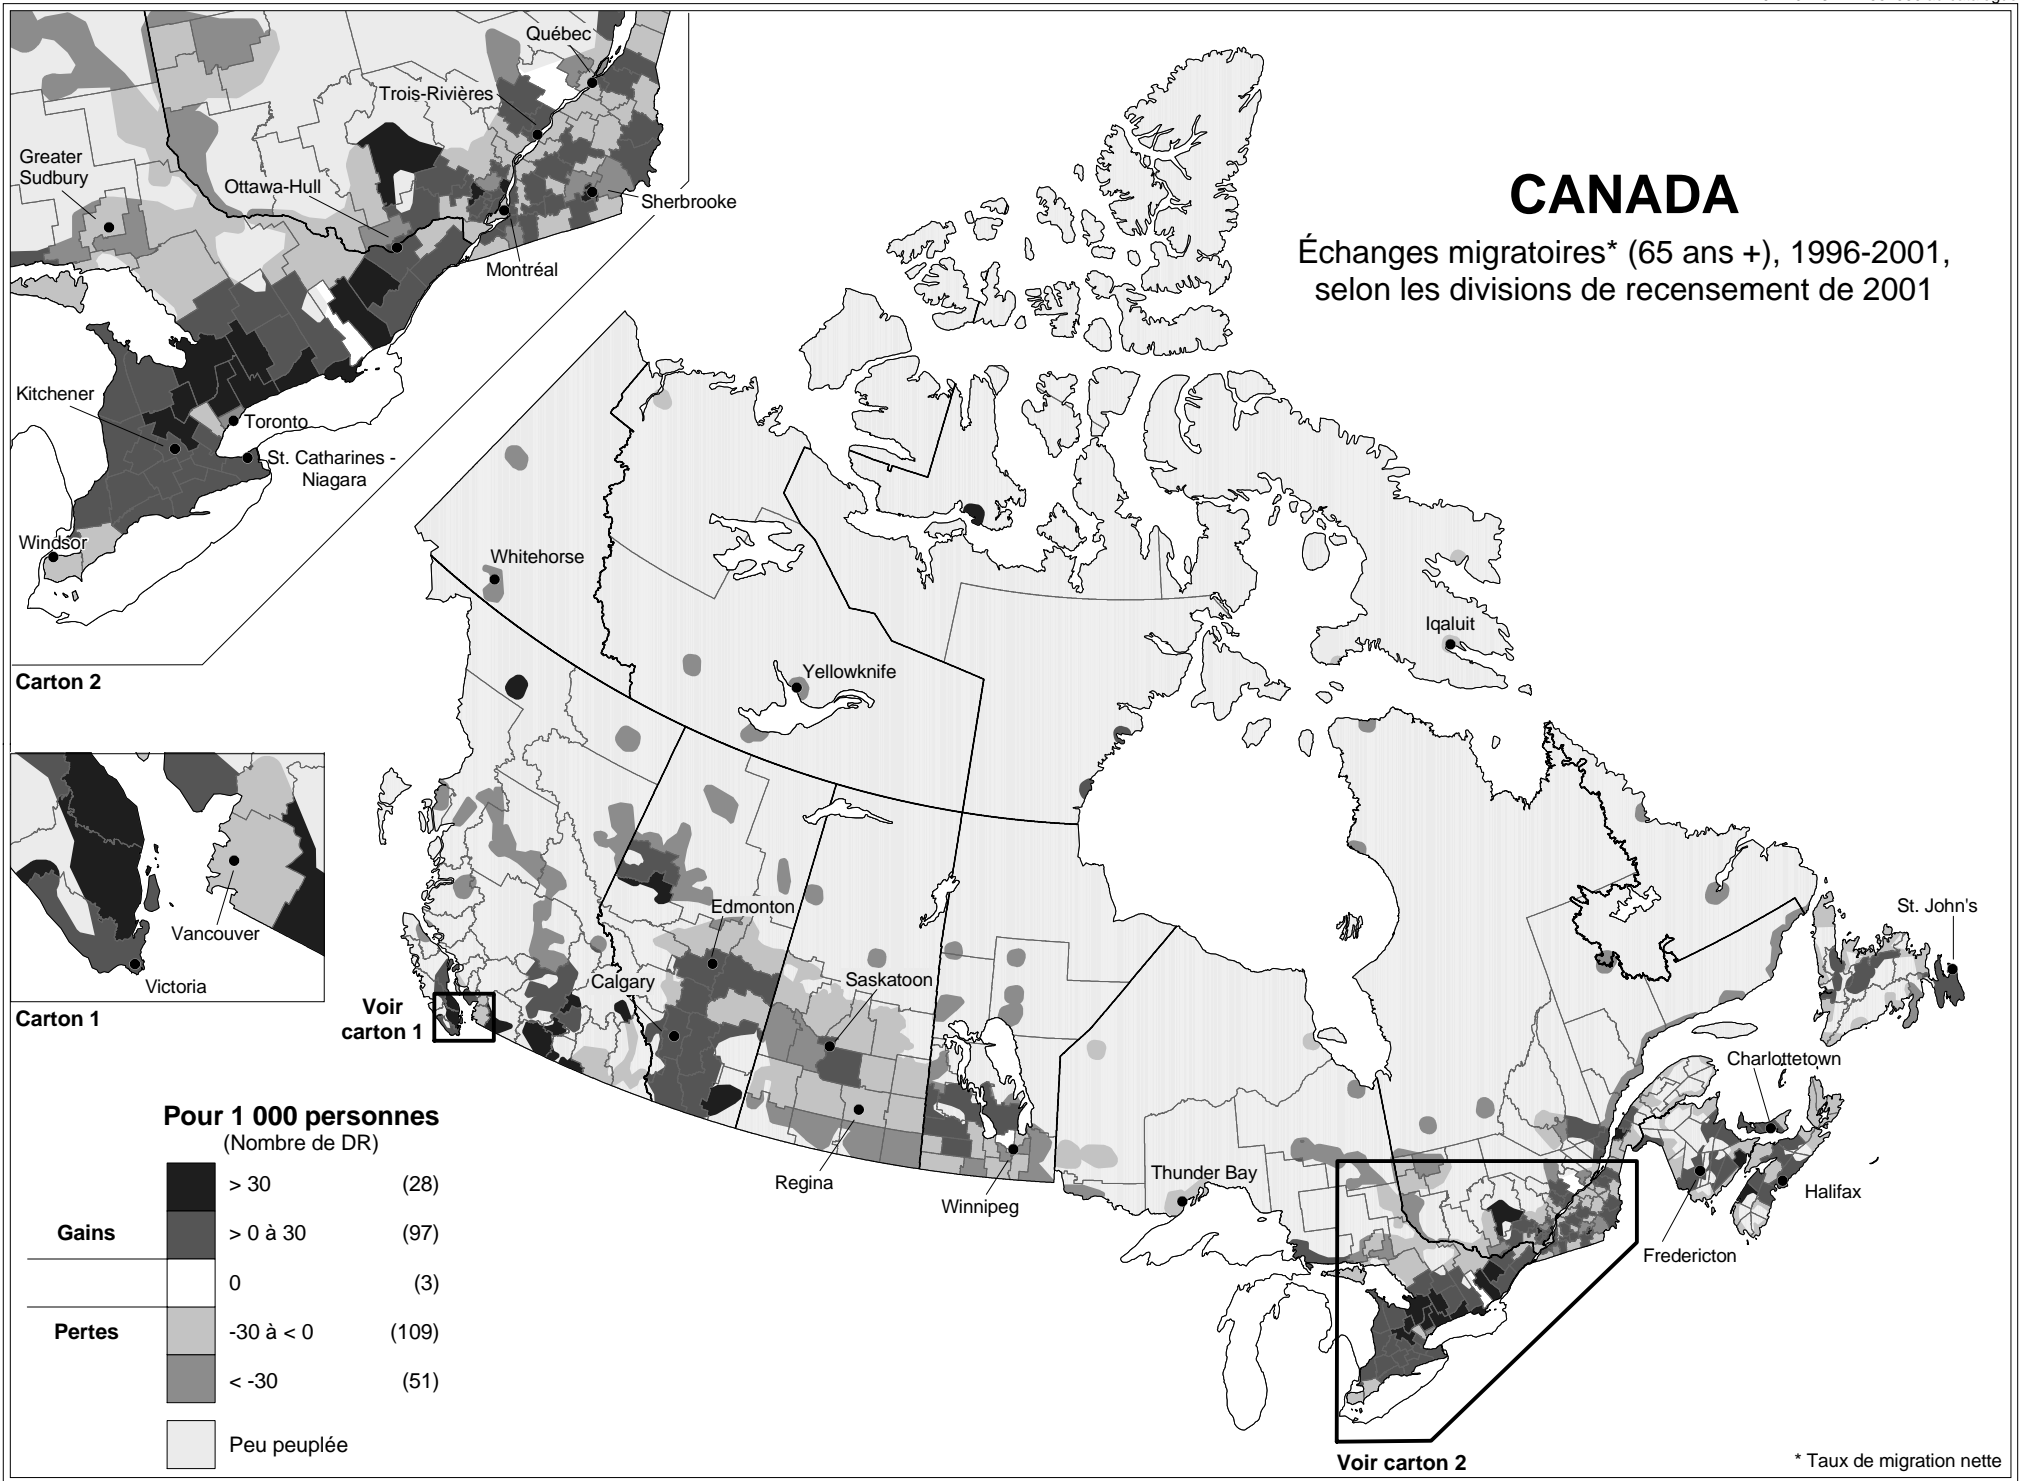 CANADA
Échanges migratoires* (65 ans +), 1996-2001,
selon les divisions de recensement de 2001
Québec
Trois-Rivières
Greater
Sudbury
Ottawa-Hull
Sherbrooke
Montréal
Kitchener
Toronto
St. Catharines -
Niagara
Windsor
Carton 2
Vancouver
Victoria
Carton 1
Whitehorse
Yellowknife
Iqaluit
Edmonton
Calgary
Saskatoon
Regina
Winnipeg
Thunder Bay
St. John's
Charlottetown
Halifax
Fredericton
Voir
carton 1
Voir carton 2
Pour 1 000 personnes
(Nombre de DR)
> 30 (28)
Gains > 0 à 30 (97)
0 (3)
Pertes -30 à < 0 (109)
< -30 (51)
Peu peuplée
* Taux de migration nette